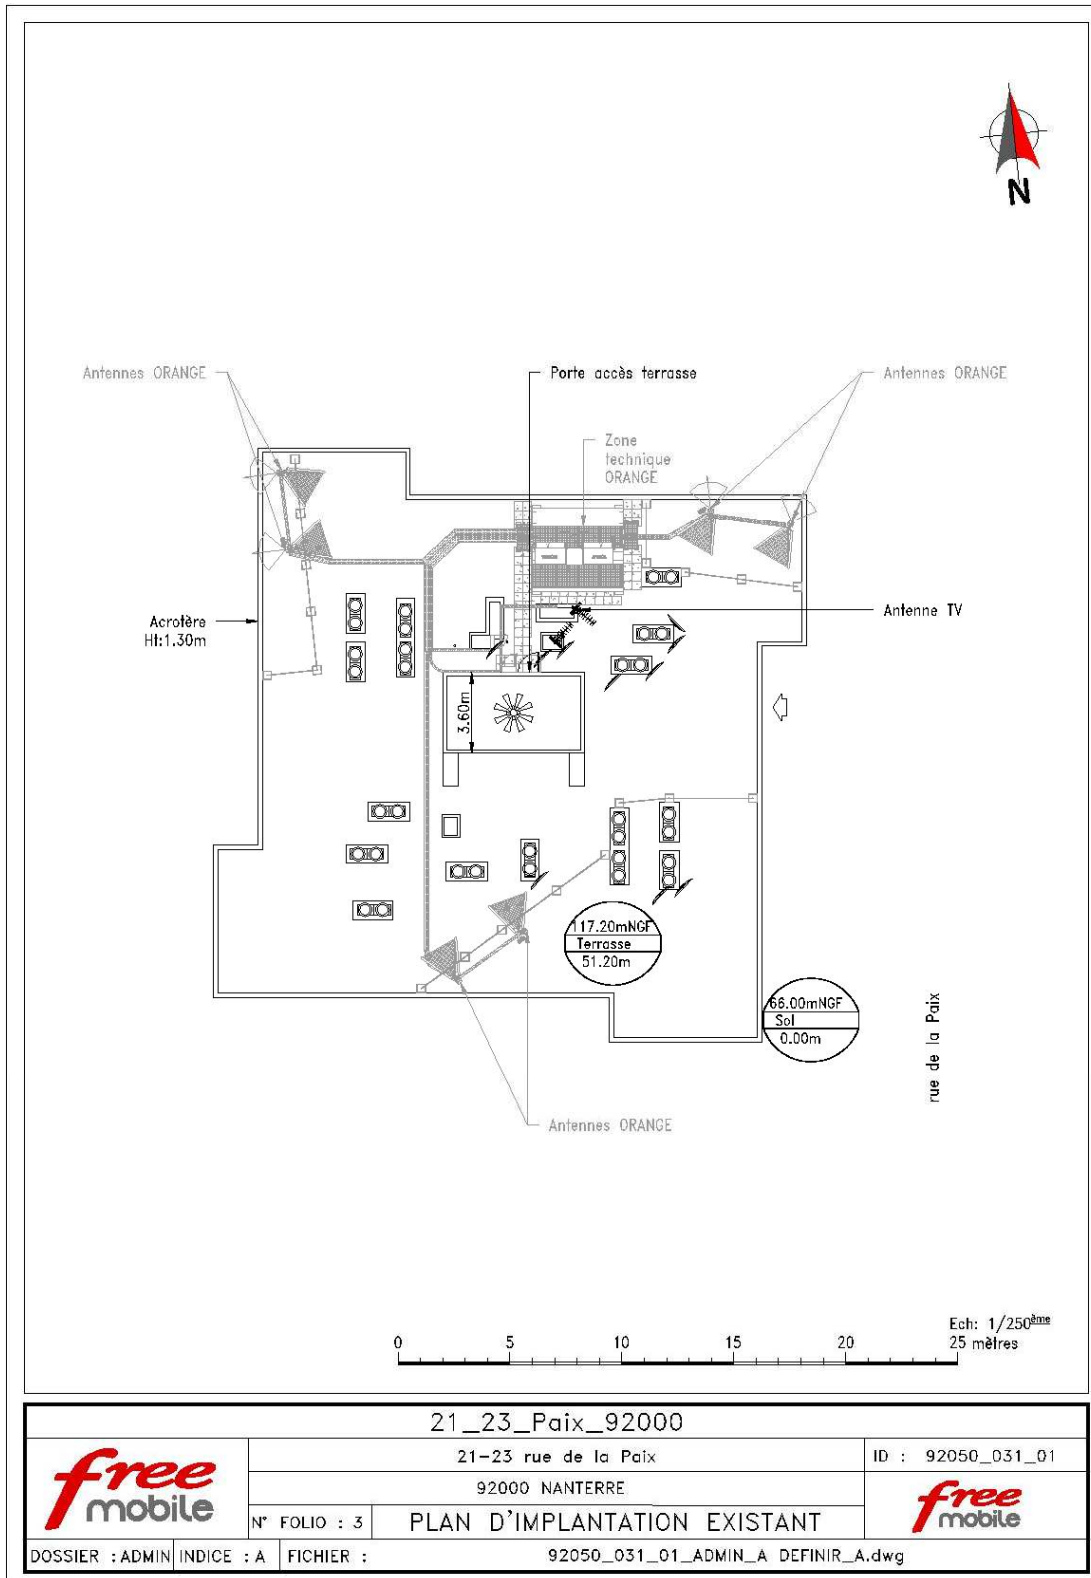 N
Antennes ORANGE
Porte accès terrasse
Antennes ORANGE
Zone
technique
ORANGE
Acrotère
Ht:1.30m
Antenne TV
3.60m
117.20mNGF
Terrasse
51.20m
66.00mNGF
Sol
0.00m
rue de la Paix
Antennes ORANGE
Ech: 1/250ème
0 5 10 15 20 25 mètres
21_23_Paix_92000
free
mobile
21-23 rue de la Paix
ID : 92050_031_01
92000 NANTERRE
free
mobile
N° FOLIO : 3
PLAN D'IMPLANTATION EXISTANT
DOSSIER : ADMIN
INDICE : A
FICHIER :
92050_031_01_ADMIN_A DEFINIR_A.dwg